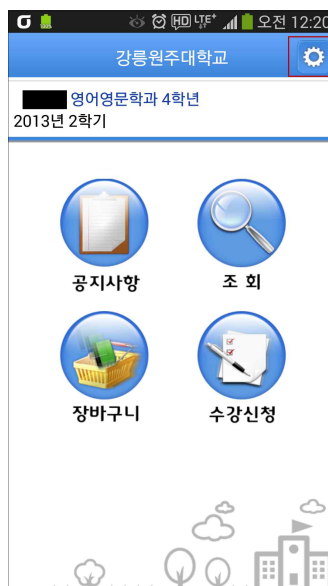 HD LTE+ 오전 12:20
강릉원주대학교
영어영문학과 4학년
2013년 2학기
공지사항
조 회
장바구니
수강신청